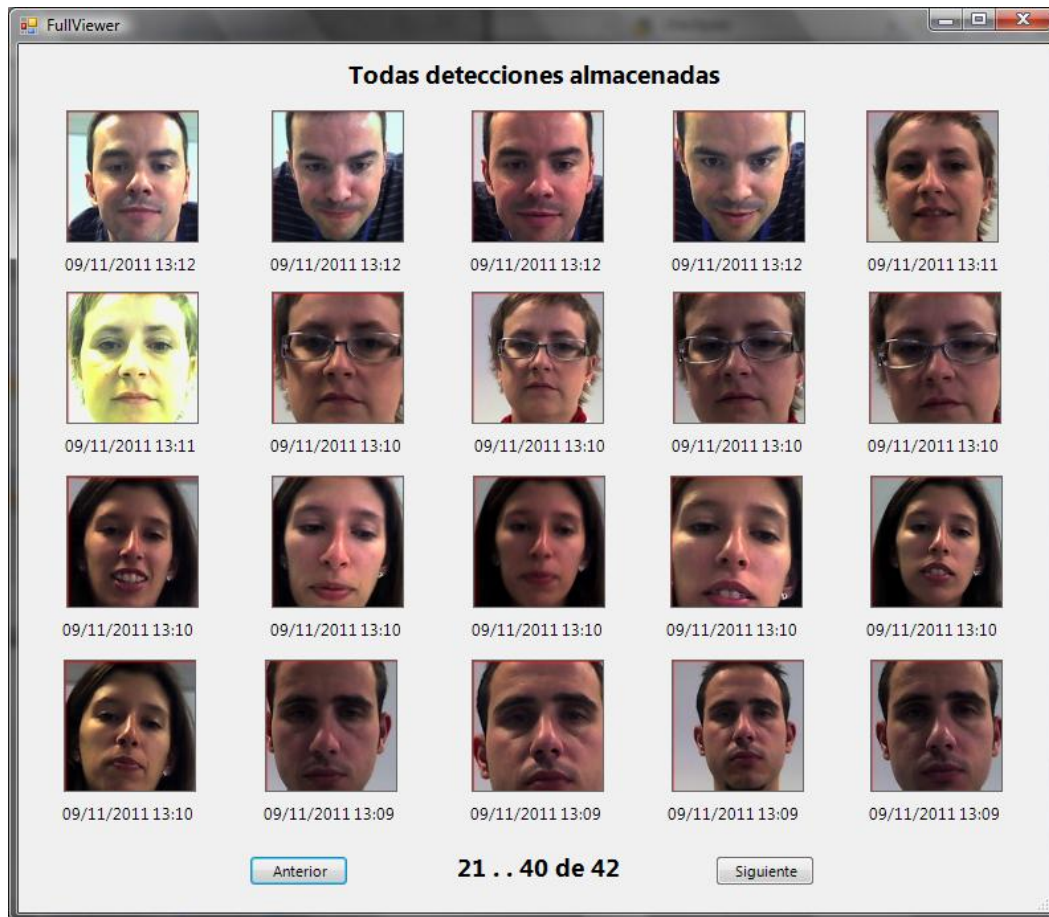 FullViewer
Todas detecciones almacenadas
09/11/2011 13:12 09/11/2011 13:12 09/11/2011 13:12 09/11/2011 13:12 09/11/2011 13:11
09/11/2011 13:11 09/11/2011 13:10 09/11/2011 13:10 09/11/2011 13:10 09/11/2011 13:10
09/11/2011 13:10 09/11/2011 13:10 09/11/2011 13:10 09/11/2011 13:10 09/11/2011 13:10
09/11/2011 13:10 09/11/2011 13:09 09/11/2011 13:09 09/11/2011 13:09 09/11/2011 13:09
Anterior 21 . . 40 de 42 Siguiente